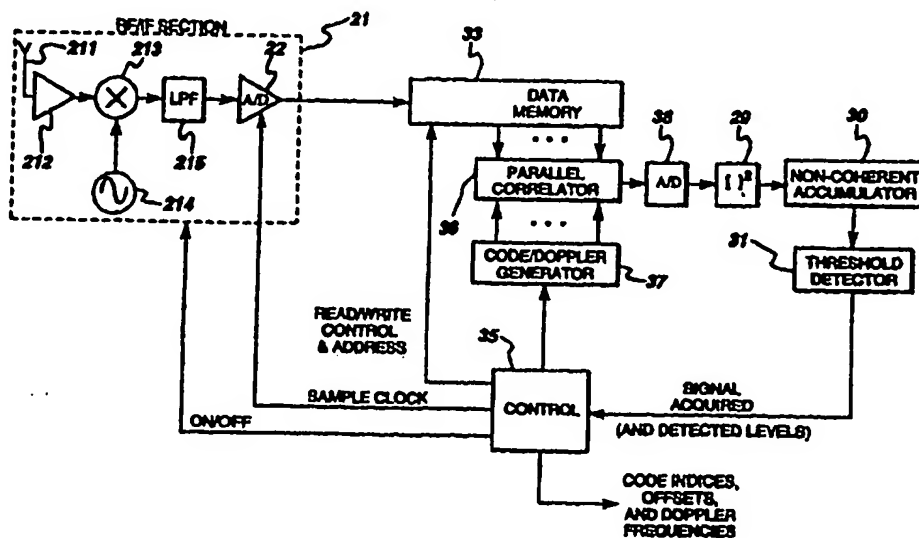 RF/IF SECTION
21
211
213
22
33
LPF
A/D
DATA
MEMORY
212
215
38
29
30
214
PARALLEL
CORRELATOR
A/D
[ ]²
NON-COHERENT
ACCUMULATOR
36
31
CODE/DOPPLER
GENERATOR
37
THRESHOLD
DETECTOR
READ/WRITE
CONTROL
& ADDRESS
35
SAMPLE CLOCK
CONTROL
SIGNAL
ACQUIRED
(AND DETECTED LEVELS)
ON/OFF
CODE INDICES,
OFFSETS,
AND DOPPLER
FREQUENCIES